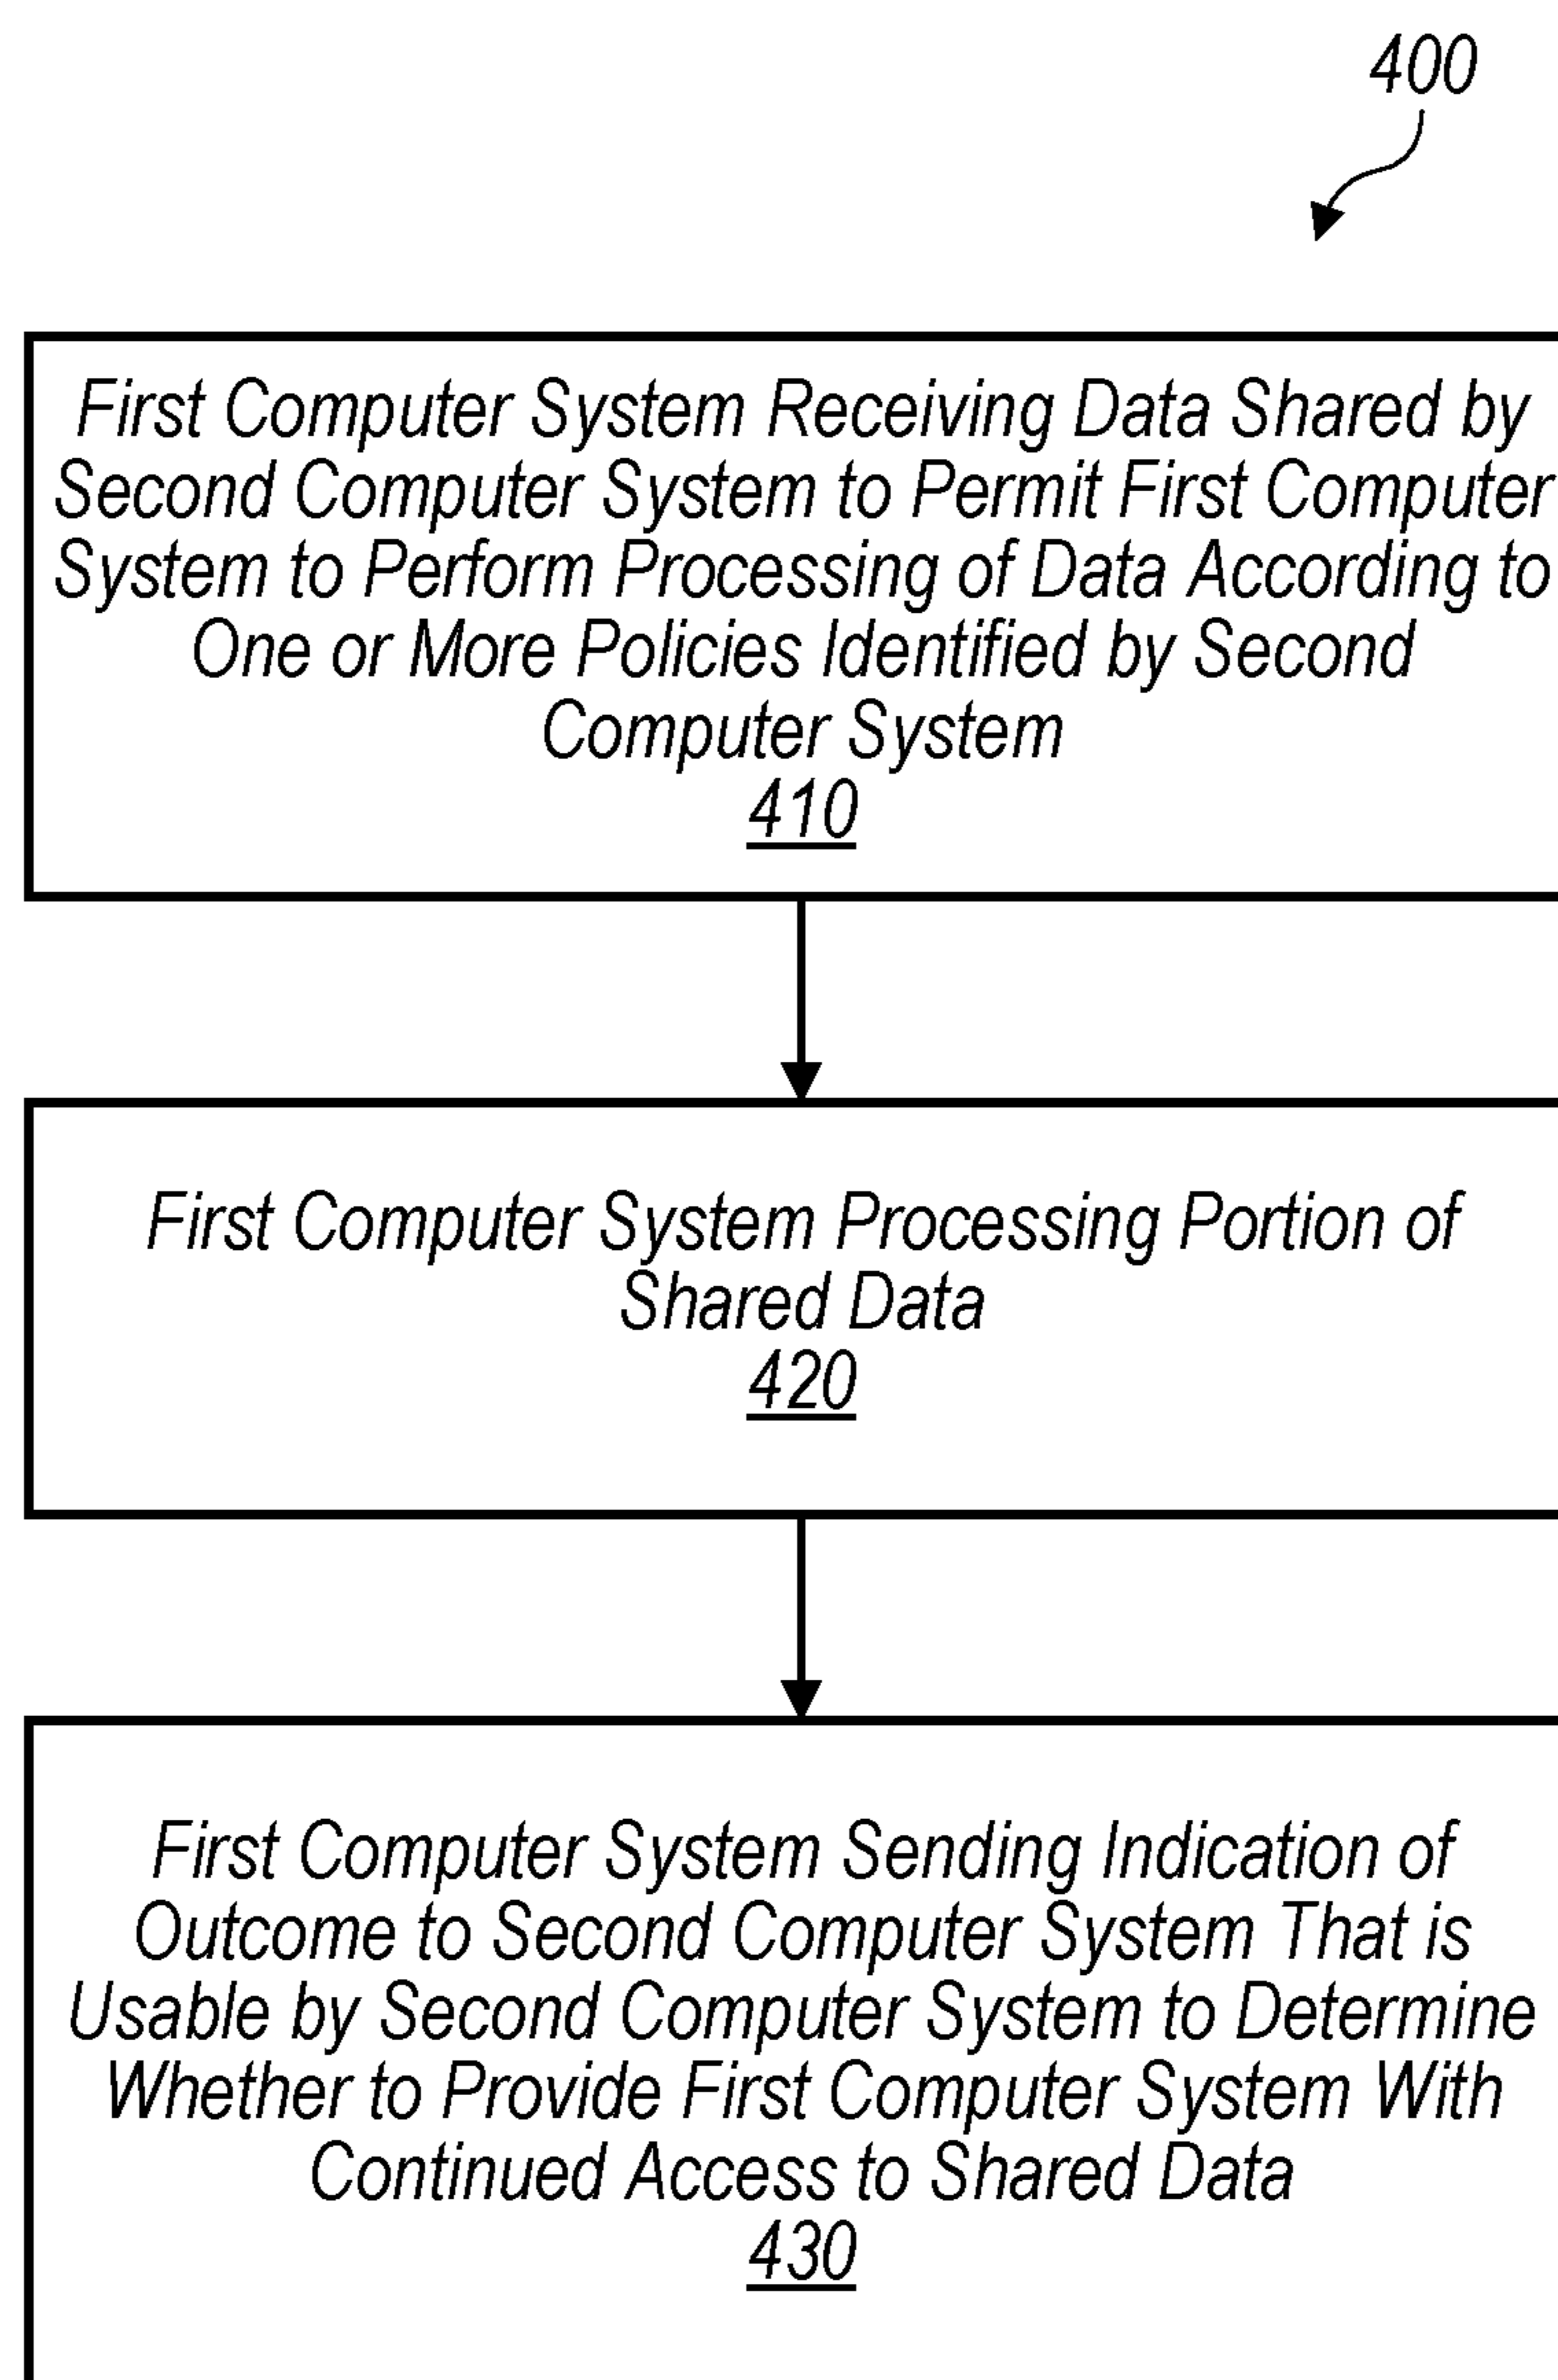 400
First Computer System Receiving Data Shared by
Second Computer System to Permit First Computer
System to Perform Processing of Data According to
One or More Policies Identified by Second
Computer System
410
First Computer System Processing Portion of
Shared Data
420
First Computer System Sending Indication of
Outcome to Second Computer System That is
Usable by Second Computer System to Determine
Whether to Provide First Computer System With
Continued Access to Shared Data
430